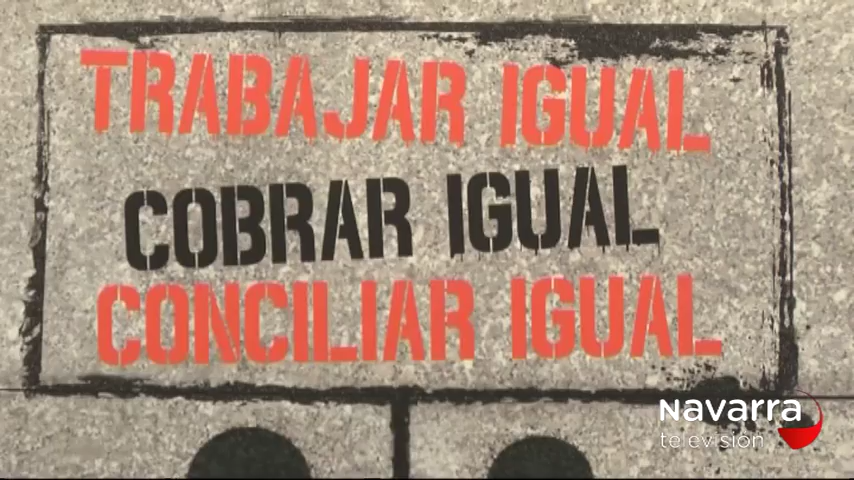 TRABAJAR IGUAL
COBRAR IGUAL
CONCILIAR IGUAL
NavarrA
televisión